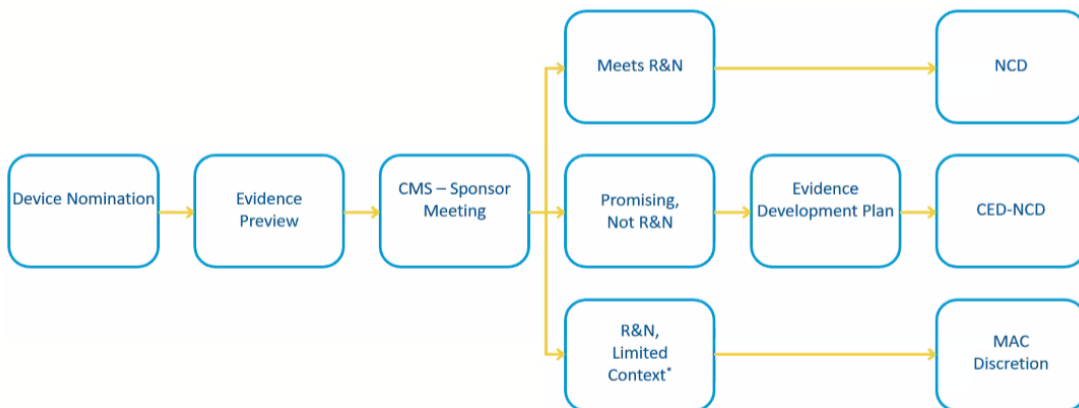 Meets R&N
NCD
Device Nomination
Evidence
Preview
CMS – Sponsor
Meeting
Promising,
Not R&N
Evidence
Development Plan
CED-NCD
R&N,
Limited
Context*
MAC
Discretion